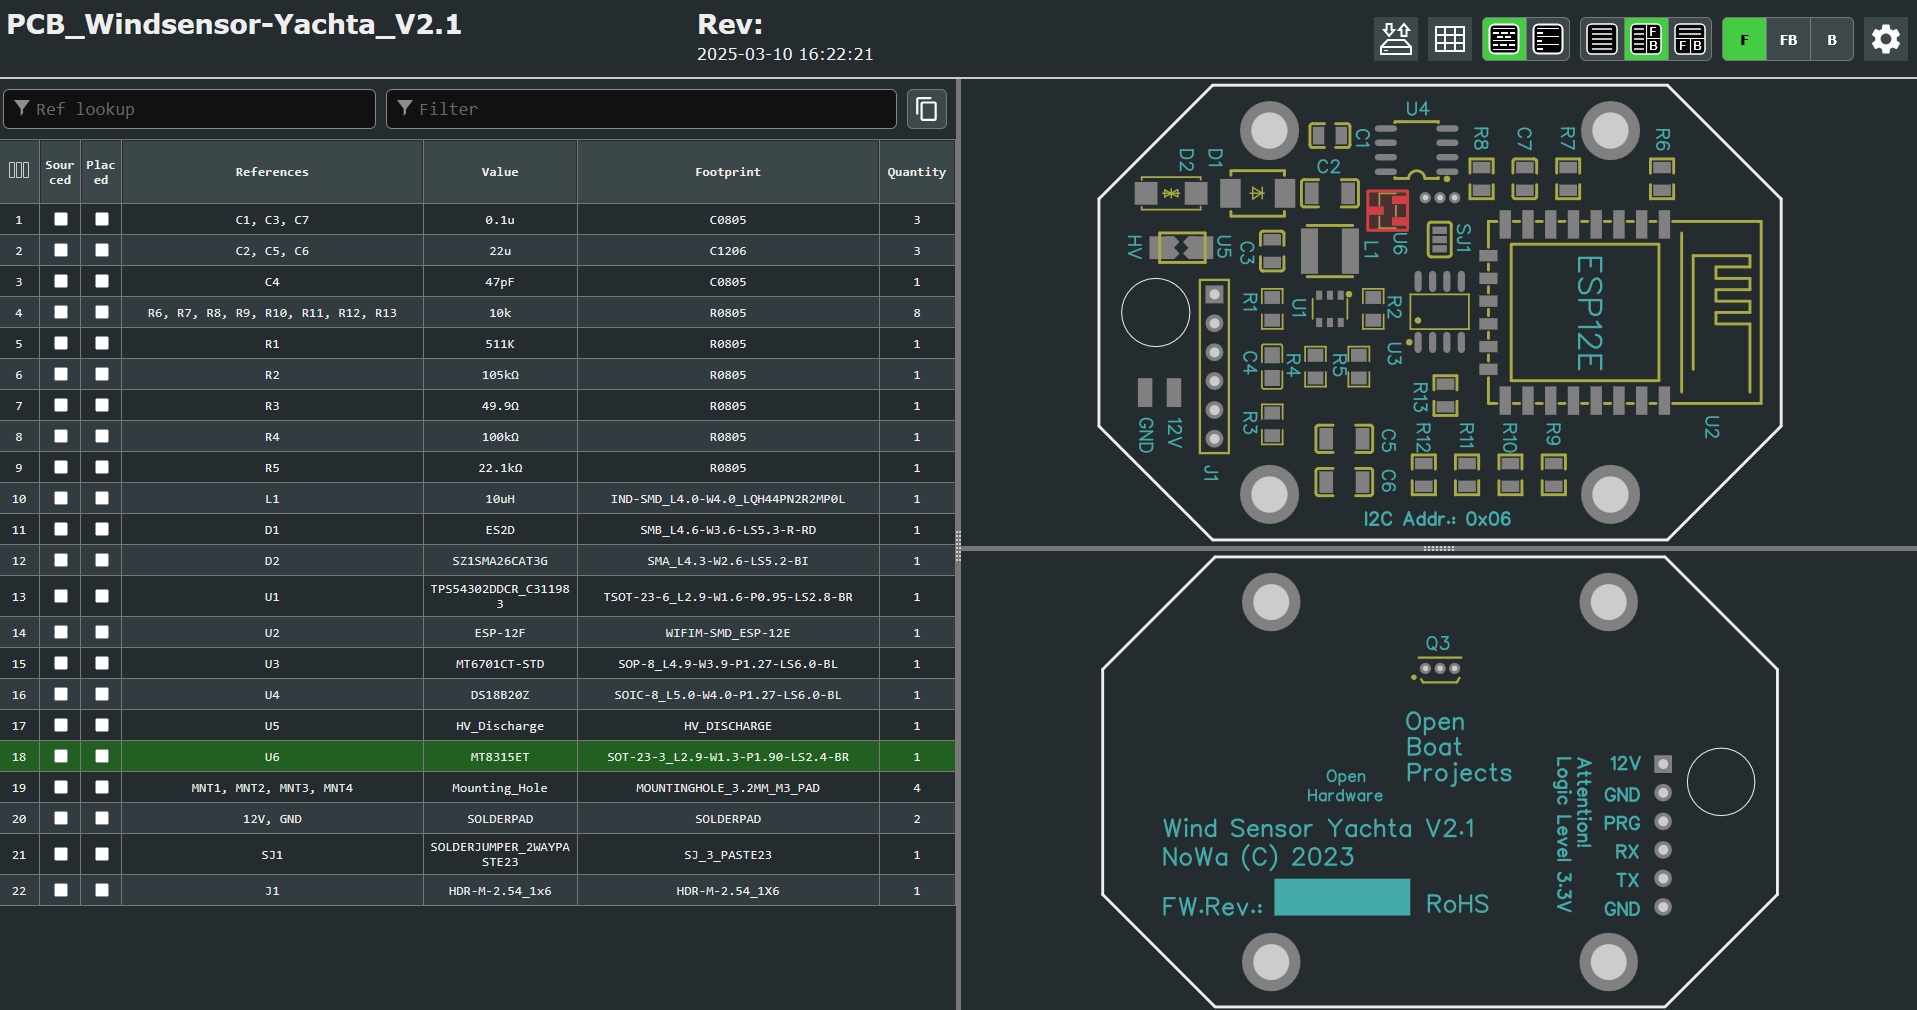 PCB_Windsensor-Yachta_V2.1
Rev:
2025-03-10 16:22:21
F
B
F B
F FB B
Ref lookup
Filter
Sourced Placed References Value Footprint Quantity
1 C1, C3, C7 0.1u C0805 3
2 C2, C5, C6 22u C1206 3
3 C4 47pF C0805 1
4 R6, R7, R8, R9, R10, R11, R12, R13 10k R0805 8
5 R1 511K R0805 1
6 R2 105kΩ R0805 1
7 R3 49.9Ω R0805 1
8 R4 100kΩ R0805 1
9 R5 22.1kΩ R0805 1
10 L1 10uH IND-SMD_L4.0-W4.0_LQH44PN2R2MP0L 1
11 D1 ES2D SMB_L4.6-W3.6-LS5.3-R-RD 1
12 D2 SZ1SMA26CAT3G SMA_L4.3-W2.6-LS5.2-BI 1
13 U1 TPS54302DDCR_C311983 TSOT-23-6_L2.9-W1.6-P0.95-LS2.8-BR 1
14 U2 ESP-12F WIFIM-SMD_ESP-12E 1
15 U3 MT6701CT-STD SOP-8_L4.9-W3.9-P1.27-LS6.0-BL 1
16 U4 DS18B20Z SOIC-8_L5.0-W4.0-P1.27-LS6.0-BL 1
17 U5 HV_Discharge HV_DISCHARGE 1
18 U6 MT8315ET SOT-23-3_L2.9-W1.3-P1.90-LS2.4-BR 1
19 MNT1, MNT2, MNT3, MNT4 Mounting_Hole MOUNTINGHOLE_3.2MM_M3_PAD 4
20 12V, GND SOLDERPAD SOLDERPAD 2
21 SJ1 SOLDERJUMPER_2WAYPASTE23 SJ_3_PASTE23 1
22 J1 HDR-M-2.54_1x6 HDR-M-2.54_1X6 1
U4
C1
R8 C7 R7 R6
D2 D1
C2
HV
U5
C3
L1
U6
SJ1
ESP12E
R1
U1
R2
U3
C4
R4
R5
R13
R3
GND
12V
J1
C5
C6
R12 R11 R10 R9
U2
I2C Addr.: 0x06
Q3
Open
Boat
Projects
Open
Hardware
Wind Sensor Yachta V2.1
NoWa (C) 2023
FW.Rev.:
RoHS
Attention!
Logic Level 3.3V
12V
GND
PRG
RX
TX
GND